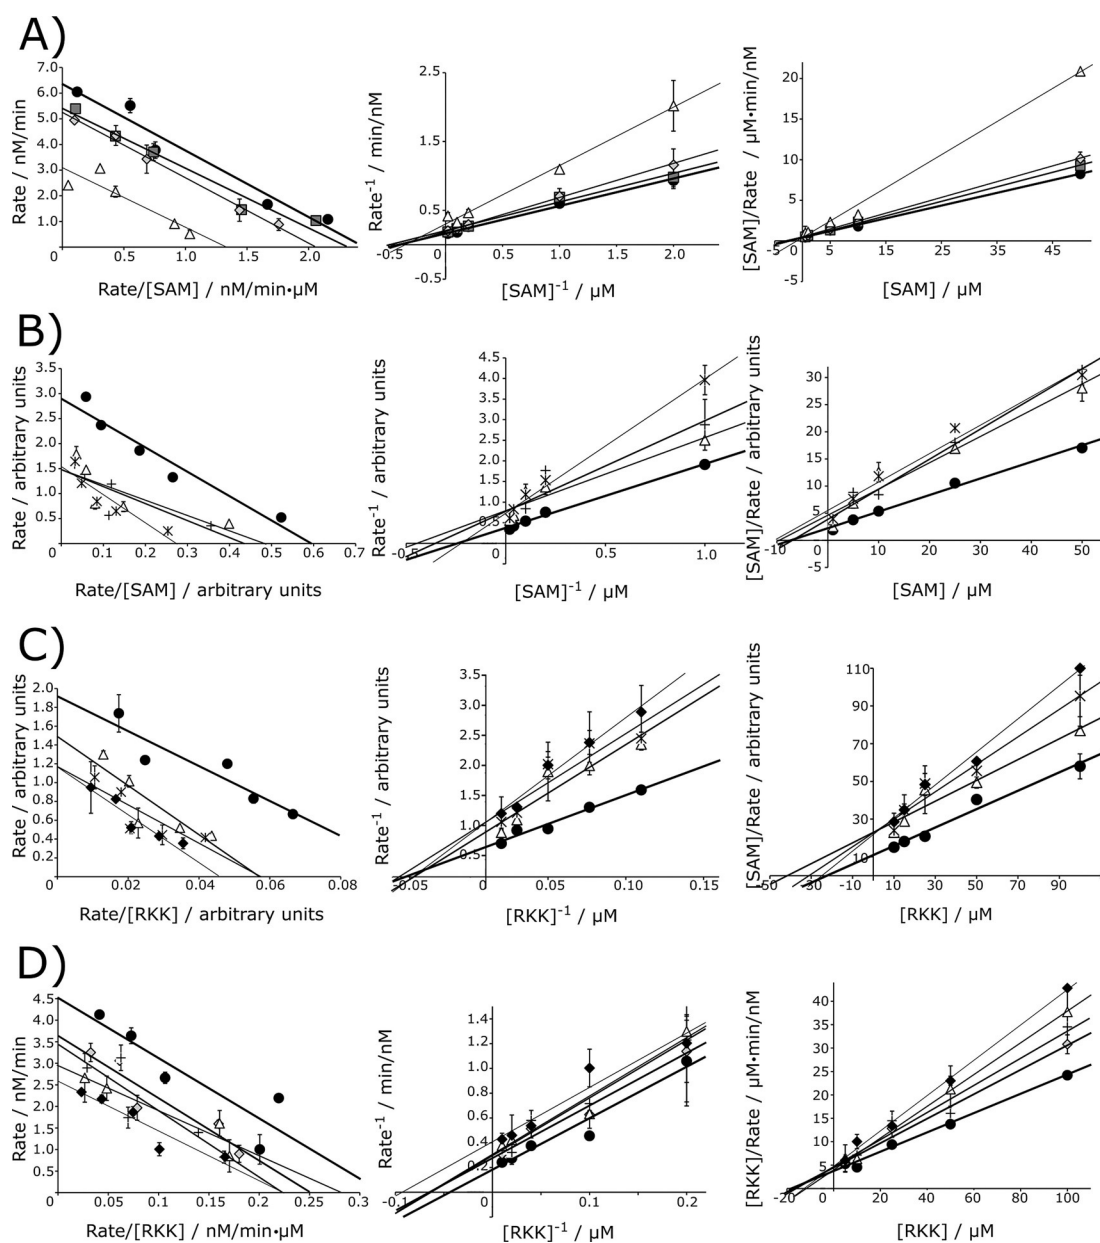 A)
Rate / nM/min
7.0
6.0
5.0
4.0
3.0
2.0
1.0
0
0 0.5 1.0 1.5 2.0
Rate/[SAM] / nM/min•µM
Rate-1 / min/nM
2.5
1.5
0.5
-0.5
-0.5 0 0.5 1.0 1.5 2.0
[SAM]-1 / µM
[SAM]/Rate / µM•min/nM
20
15
10
5
-5
-5 5 15 25 35 45
[SAM] / µM
B)
Rate / arbitrary units
3.5
3.0
2.5
2.0
1.5
1.0
0.5
0
0 0.1 0.2 0.3 0.4 0.5 0.6 0.7
Rate/[SAM] / arbitrary units
Rate-1 / arbitrary units
4.5
4.0
3.5
3.0
2.5
2.0
1.5
1.0
0.5
-0.5 0 0.5 1.0
[SAM]-1 / µM
[SAM]/Rate / arbitrary units
30
25
20
15
10
5
-5
-10 0 10 20 30 40 50
[SAM] / µM
C)
Rate / arbitrary units
2.0
1.8
1.6
1.4
1.2
1.0
0.8
0.6
0.4
0.2
0
0 0.02 0.04 0.06 0.08
Rate/[RKK] / arbitrary units
Rate-1 / arbitrary units
3.5
3.0
2.5
2.0
1.5
1.0
0.5
-0.05 0 0.05 0.10 0.15
[RKK]-1 / µM
[SAM]/Rate / arbitrary units
110
90
70
50
30
10
-50 -30 -10 10 30 50 70 90
[RKK] / µM
D)
Rate / nM/min
4.5
4.0
3.5
3.0
2.5
2.0
1.5
1.0
0.5
0
0 0.05 0.1 0.15 0.2 0.25 0.3
Rate/[RKK] / nM/min•µM
Rate-1 / min/nM
1.4
1.2
1.0
0.8
0.6
0.4
0.2
-0.1 0 0.1 0.2
[RKK]-1 / µM
[RKK]/Rate / µM•min/nM
40
35
30
25
20
15
10
5
-20 0 20 40 60 80 100
[RKK] / µM